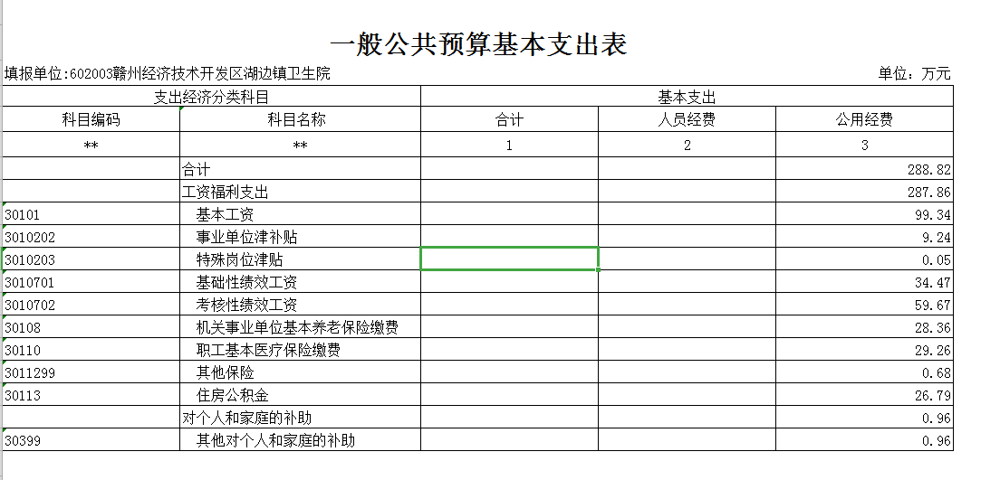 一般公共预算基本支出表
填报单位:602003赣州经济技术开发区湖边镇卫生院 单位：万元
支出经济分类科目 基本支出
科目编码 科目名称 合计 人员经费 公用经费
** ** 1 2 3
合计 288.82
工资福利支出 287.86
30101 基本工资 99.34
3010202 事业单位津补贴 9.24
3010203 特殊岗位津贴 0.05
3010701 基础性绩效工资 34.47
3010702 考核性绩效工资 59.67
30108 机关事业单位基本养老保险缴费 28.36
30110 职工基本医疗保险缴费 29.26
3011299 其他保险 0.68
30113 住房公积金 26.79
对个人和家庭的补助 0.96
30399 其他对个人和家庭的补助 0.96